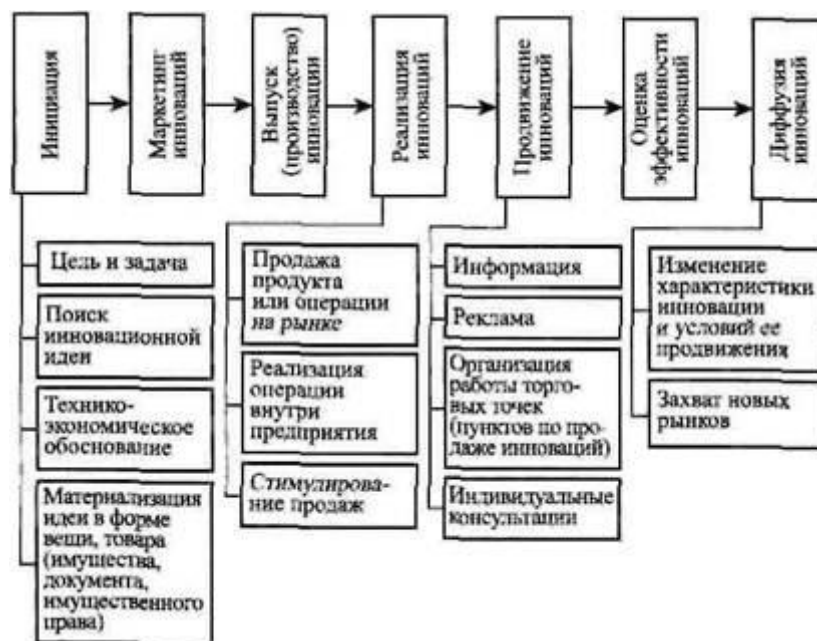 Инициация
Маркетинг
инноваций
Выпуск
(производство)
инновации
Реализация
инноваций
Продвижение
инноваций
Оценка
эффективности
инноваций
Диффузия
инноваций
Цель и задача
Поиск
инновационной
идеи
Технико-
экономическое
обоснование
Материализация
идеи в форме
вещи, товара
(имущества,
документа,
имущественного
права)
Продажа
продукта
или операции
на рынке
Реализация
операции
внутри
предприятия
Стимулирова-
ние продаж
Информация
Реклама
Организация
работы торго-
вых точек
(пунктов по про-
даже инноваций)
Индивидуальные
консультации
Изменение
характеристики
инновации
и условий ее
продвижения
Захват новых
рынков